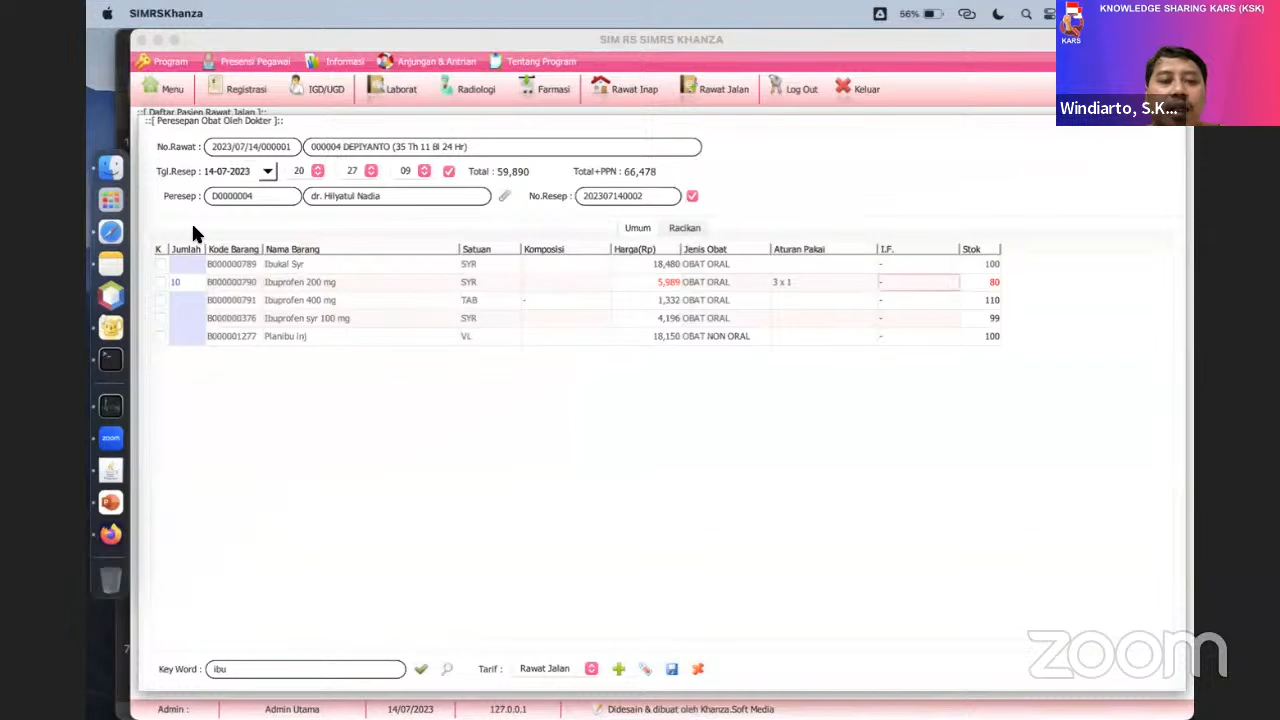 SIMRSKhanza
56%
KNOWLEDGE SHARING KARS (KSK)
KARS
Windiarto, S.K...
SIM RS SIMRS KHANZA
Program Presensi Pegawai Informasi Anjungan & Antrian Tentang Program
Menu Registrasi IGD/UGD Laborat Radiologi Farmasi Rawat Inap Rawat Jalan Log Out Keluar
::[ Daftar Pasien Rawat Jalan ]::
::[ Peresepan Obat Oleh Dokter ]::
No.Rawat : 2023/07/14/000001 000004 DEPIYANTO (35 Th 11 Bl 24 Hr)
Tgl.Resep : 14-07-2023 20 27 09 Total : 59,890 Total+PPN : 66,478
Peresep : D0000004 dr. Hilyatul Nadia No.Resep : 202307140002
Umum Racikan
K Jumlah Kode Barang Nama Barang Satuan Komposisi Harga(Rp) Jenis Obat Aturan Pakai I.F. Stok
B000000789 Ibukal Syr SYR 18,480 OBAT ORAL - 100
10 B000000790 Ibuprofen 200 mg SYR 5,989 OBAT ORAL 3 x 1 - 80
B000000791 Ibuprofen 400 mg TAB - 1,332 OBAT ORAL - 110
B000000376 Ibuprofen syr 100 mg SYR 4,196 OBAT ORAL - 99
B000001277 Planibu inj VL 18,150 OBAT NON ORAL - 100
Key Word : ibu Tarif : Rawat Jalan
zoom
zoom
Admin : Admin Utama 14/07/2023 127.0.0.1 Didesain & dibuat oleh Khanza.Soft Media